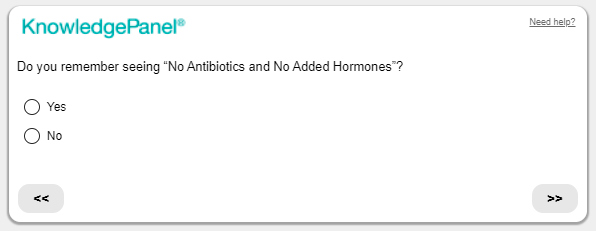 KnowledgePanel®
Need help?
Do you remember seeing “No Antibiotics and No Added Hormones”?
Yes
No
<<
>>